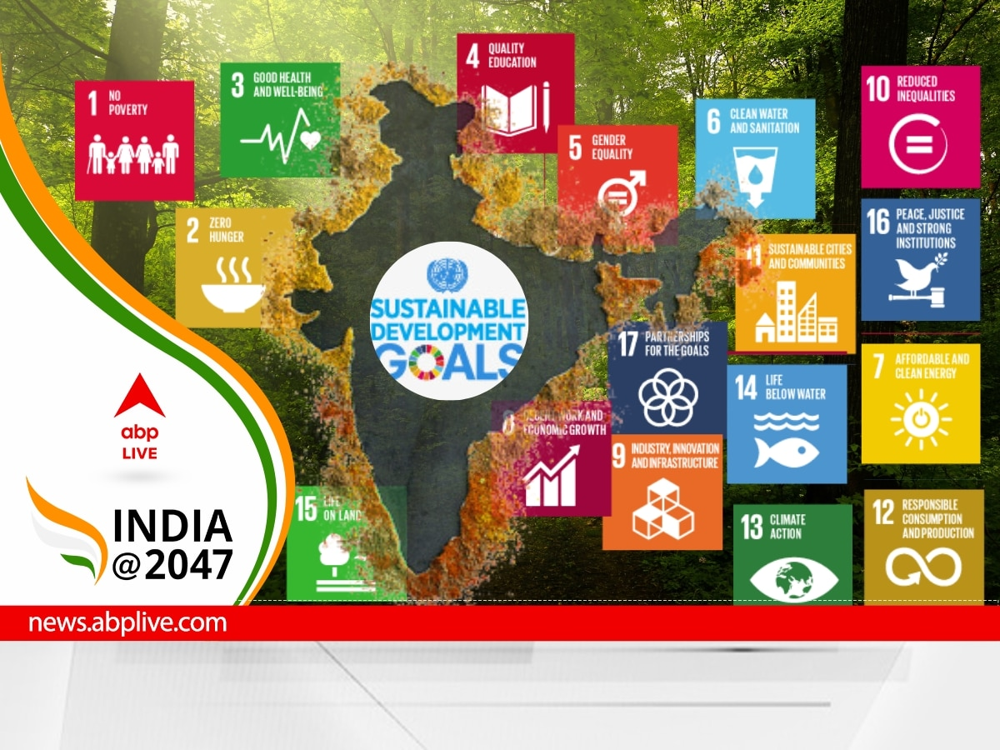 1 NO
POVERTY
3 GOOD HEALTH
AND WELL-BEING
4 QUALITY
EDUCATION
5 GENDER
EQUALITY
6 CLEAN WATER
AND SANITATION
10 REDUCED
INEQUALITIES
2 ZERO
HUNGER
16 PEACE, JUSTICE
AND STRONG
INSTITUTIONS
11 SUSTAINABLE CITIES
AND COMMUNITIES
SUSTAINABLE
DEVELOPMENT
GOALS
17 PARTNERSHIPS
FOR THE GOALS
14 LIFE
BELOW WATER
7 AFFORDABLE AND
CLEAN ENERGY
8 DECENT WORK AND
ECONOMIC GROWTH
9 INDUSTRY, INNOVATION
AND INFRASTRUCTURE
15 LIFE
ON LAND
13 CLIMATE
ACTION
12 RESPONSIBLE
CONSUMPTION
AND PRODUCTION
abp
LIVE
INDIA
@2047
news.abplive.com